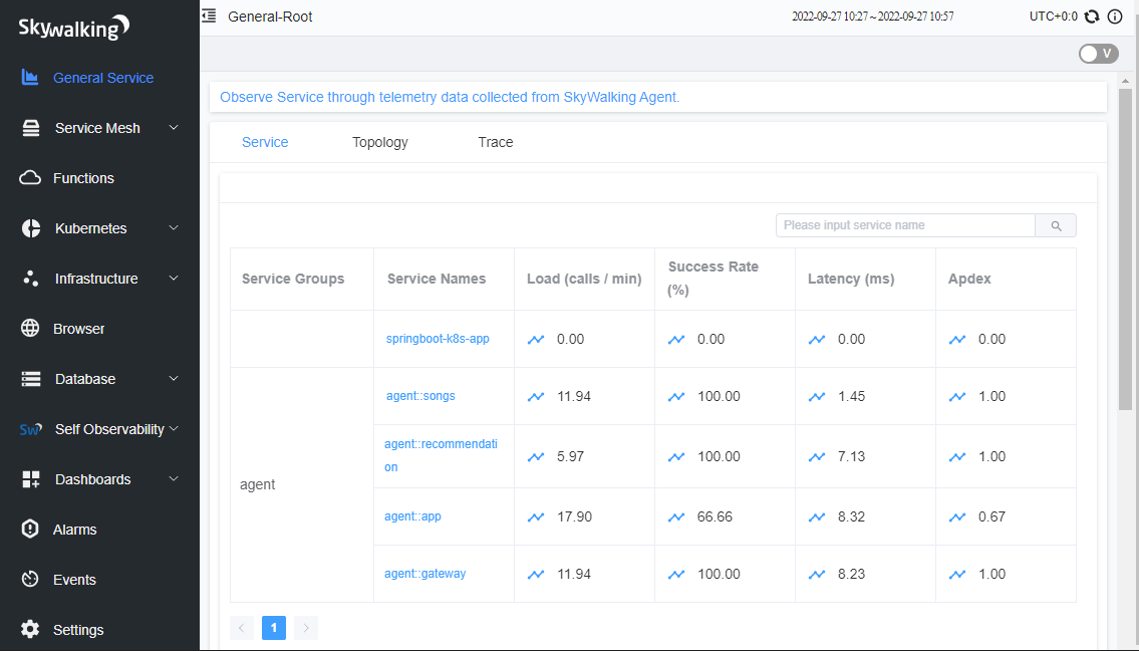 Skywalking
General-Root
2022-09-27 10:27 ~ 2022-09-27 10:57
UTC+0:0
V
General Service
Service Mesh
Functions
Kubernetes
Infrastructure
Browser
Database
Sw
Self Observability
Dashboards
Alarms
Events
Settings
Observe Service through telemetry data collected from SkyWalking Agent.
Service Topology Trace
Please input service name
Service Groups Service Names Load (calls / min) Success Rate (%) Latency (ms) Apdex
springboot-k8s-app 0.00 0.00 0.00 0.00
agent
agent::songs 11.94 100.00 1.45 1.00
agent::recommendati
on 5.97 100.00 7.13 1.00
agent::app 17.90 66.66 8.32 0.67
agent::gateway 11.94 100.00 8.23 1.00
1